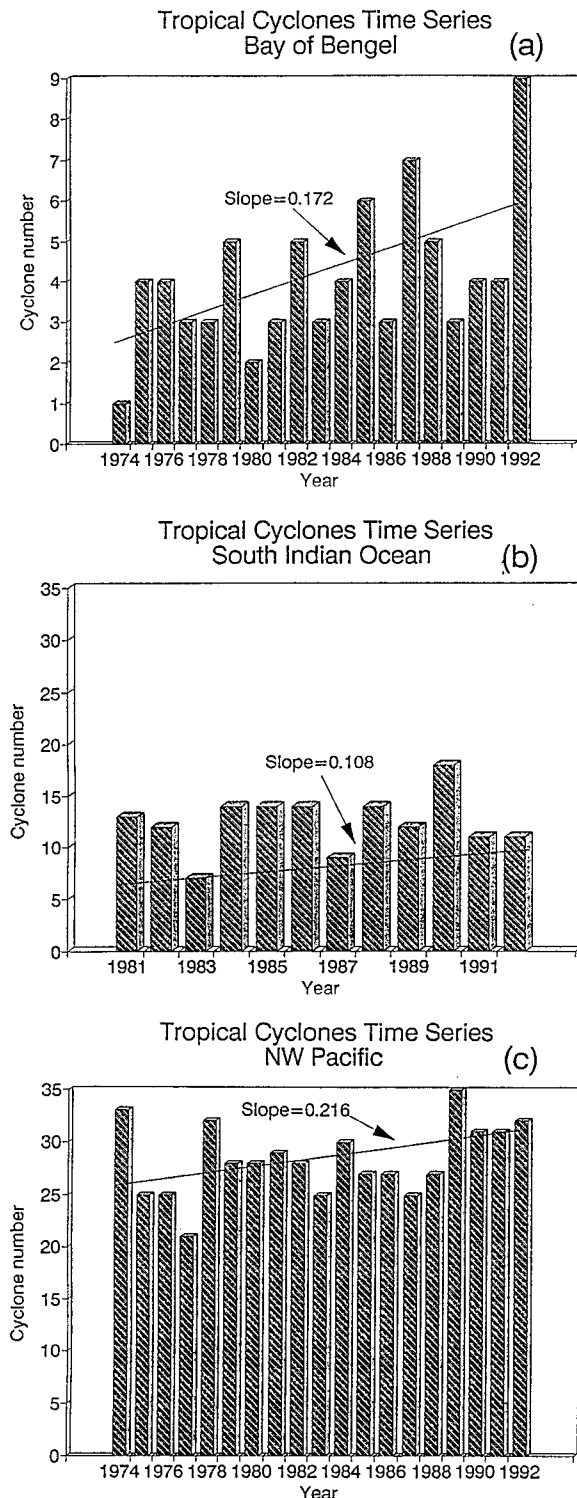 Tropical Cyclones Time Series
Bay of Bengel
(a)
9
8
7
6
5
4
3
2
1
0
Cyclone number
Slope=0.172
1974 1976 1978 1980 1982 1984 1986 1988 1990 1992
Year
Tropical Cyclones Time Series
South Indian Ocean
(b)
35
30
25
20
15
10
5
0
Cyclone number
Slope=0.108
1981 1983 1985 1987 1989 1991
Year
Tropical Cyclones Time Series
NW Pacific
(c)
35
30
25
20
15
10
5
0
Cyclone number
Slope=0.216
1974 1976 1978 1980 1982 1984 1986 1988 1990 1992
Year